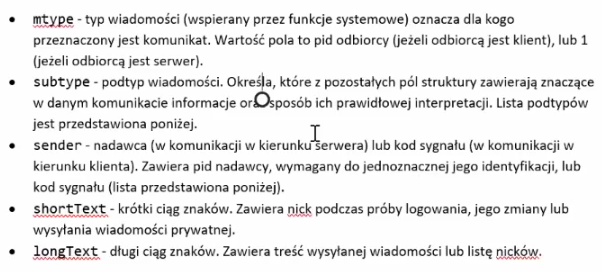 • mtype - typ wiadomości (wspierany przez funkcje systemowe) oznacza dla kogo
przeznaczony jest komunikat. Wartość pola to pid odbiorcy (jeżeli odbiorcą jest klient), lub 1
(jeżeli odbiorcą jest serwer).
• subtype - podtyp wiadomości. Określa, które z pozostałych pól struktury zawierają znaczące
w danym komunikacie informacje oraz sposób ich prawidłowej interpretacji. Lista podtypów
jest przedstawiona poniżej.
• sender - nadawca (w komunikacji w kierunku serwera) lub kod sygnału (w komunikacji w
kierunku klienta). Zawiera pid nadawcy, wymagany do jednoznacznej jego identyfikacji, lub
kod sygnału (lista przedstawiona poniżej).
• shortText - krótki ciąg znaków. Zawiera nick podczas próby logowania, jego zmiany lub
wysyłania wiadomości prywatnej.
• longText - długi ciąg znaków. Zawiera treść wysyłanej wiadomości lub listę nicków.